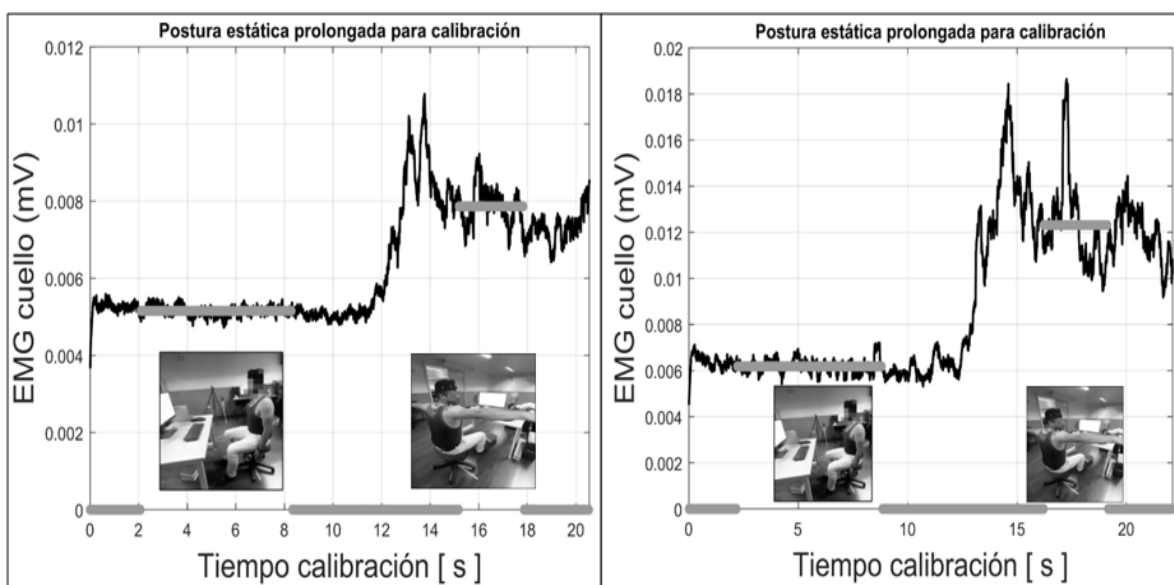 Postura estática prolongada para calibración
0.012
0.01
0.008
0.006
0.004
0.002
0
EMG cuello (mV)
0 2 4 6 8 10 12 14 16 18 20
Tiempo calibración [ s ]
Postura estática prolongada para calibración
0.02
0.018
0.016
0.014
0.012
0.01
0.008
0.006
0.004
0.002
0
EMG cuello (mV)
0 5 10 15 20
Tiempo calibración [ s ]